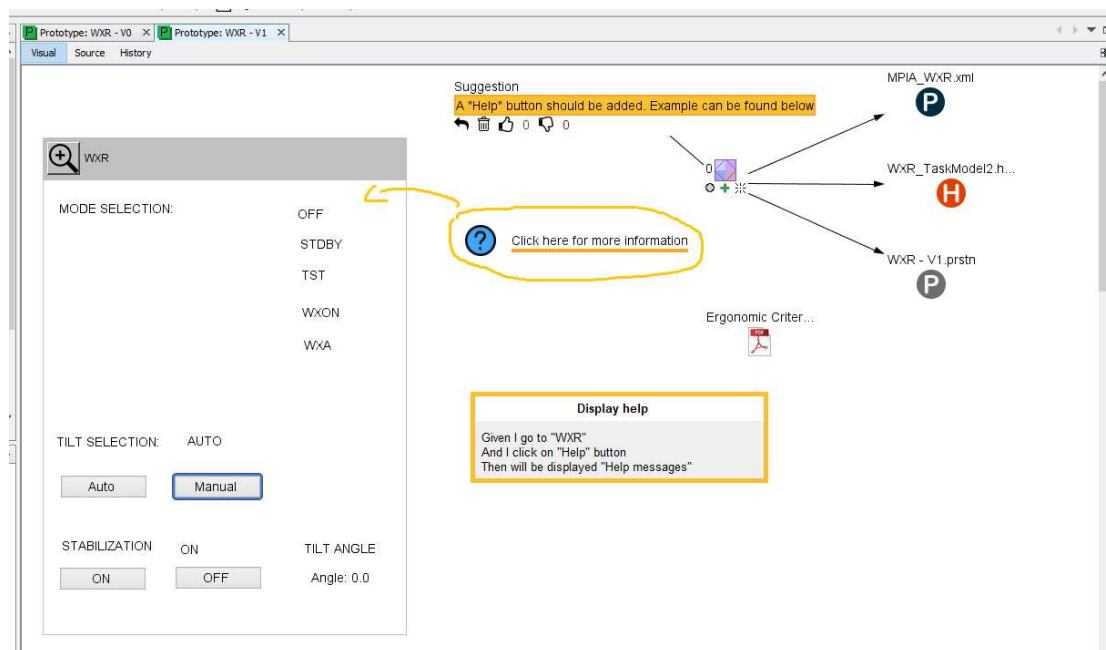 Prototype: WXR - V0
Prototype: WXR - V1
Visual Source History
Suggestion
A "Help" button should be added. Example can be found below
0 0
MPIA_WXR.xml
P
0
WXR_TaskModel2.h...
H
WXR - V1.prstn
P
WXR
MODE SELECTION:
OFF
STDBY
TST
WXON
WXA
? Click here for more information
Ergonomic Criter...
PDF
Display help
Given I go to "WXR"
And I click on "Help" button
Then will be displayed "Help messages"
TILT SELECTION: AUTO
Auto Manual
STABILIZATION ON TILT ANGLE
ON OFF Angle: 0.0